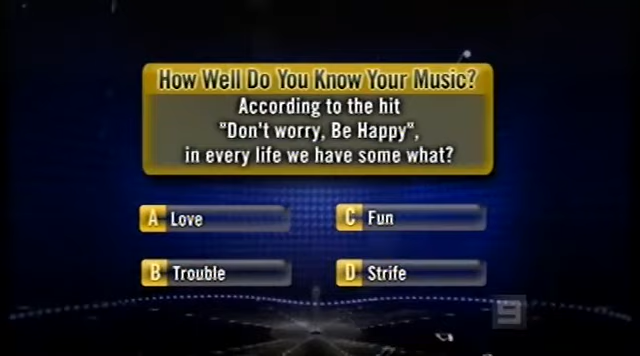 How Well Do You Know Your Music?
According to the hit
"Don't worry, Be Happy",
in every life we have some what?
A Love
C Fun
B Trouble
D Strife
9